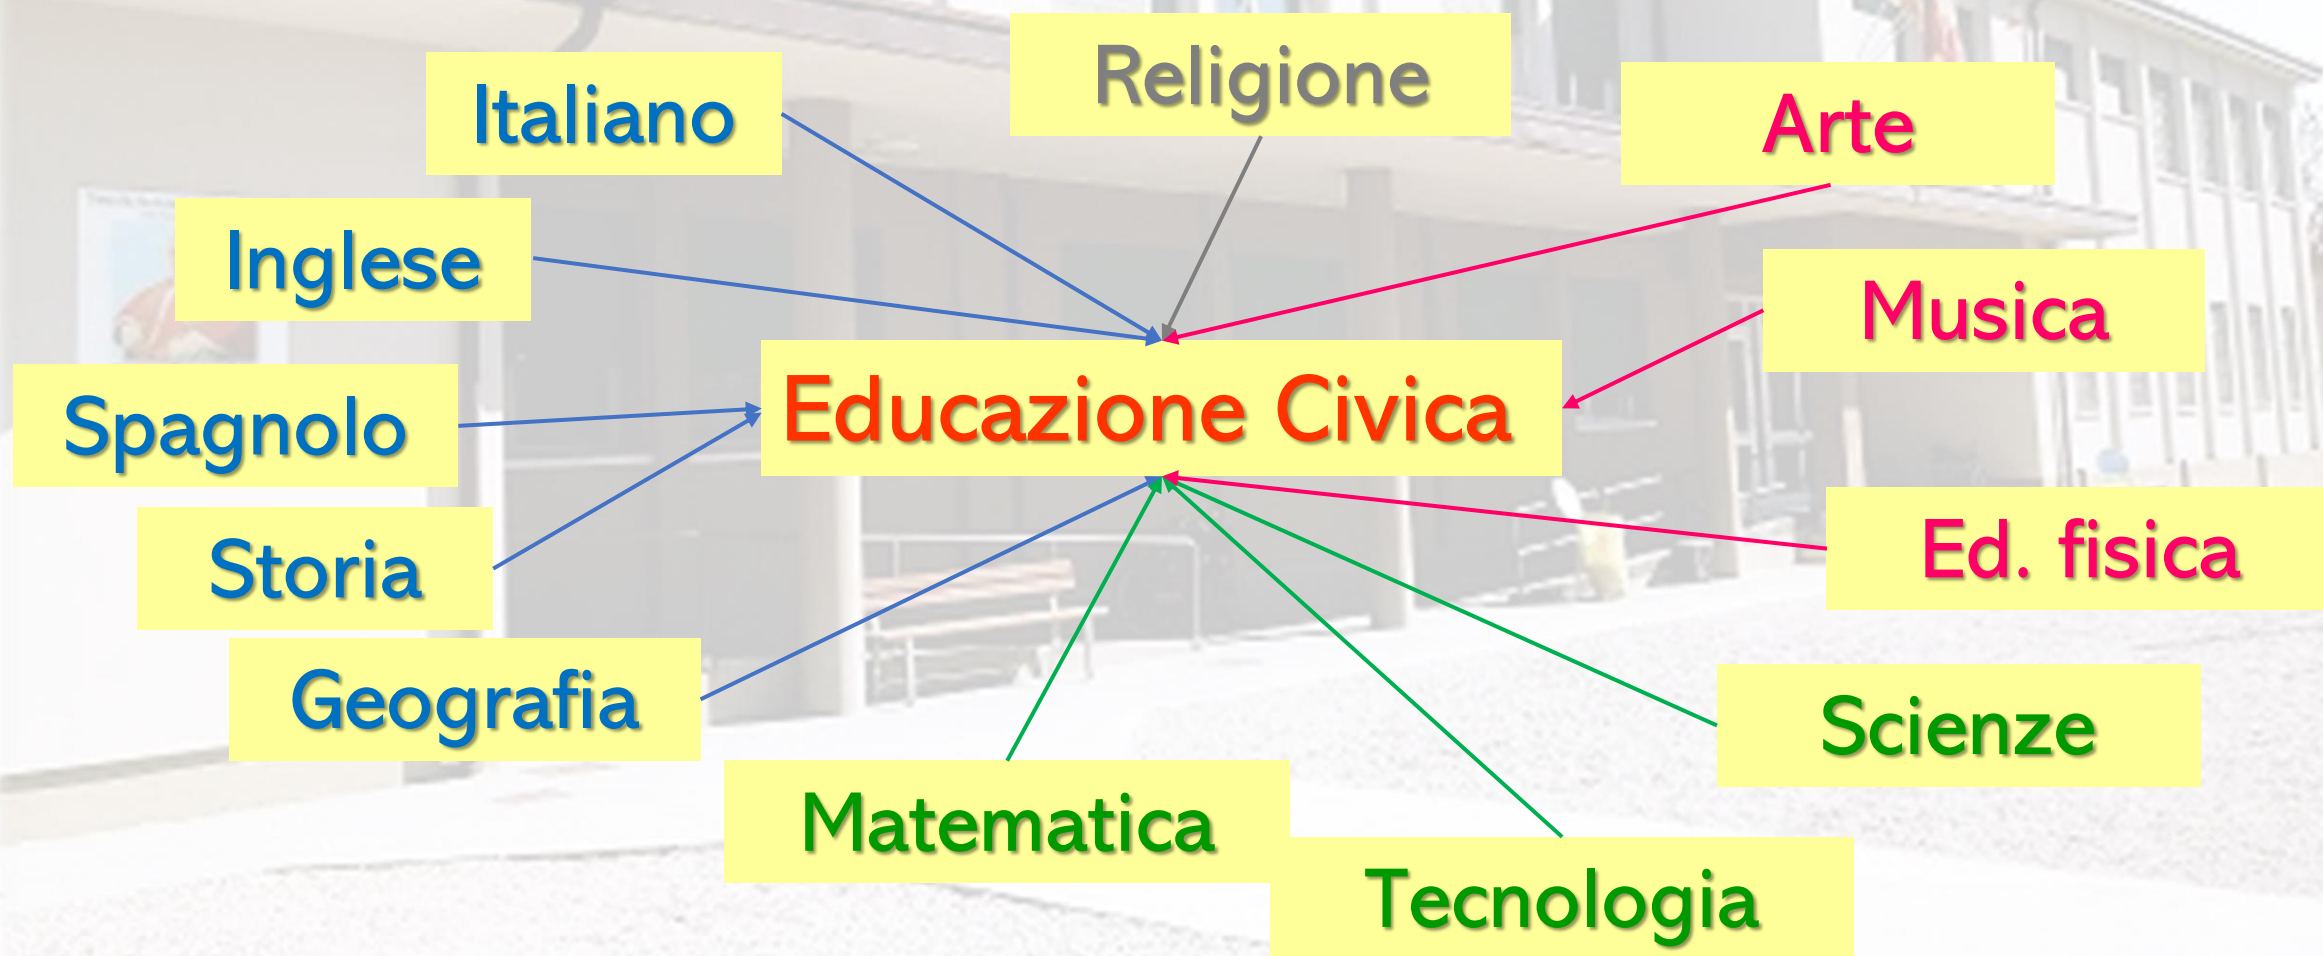 Religione
Italiano
Arte
Inglese
Musica
Educazione Civica
Spagnolo
Ed. fisica
Storia
Geografia
Scienze
Matematica
Tecnologia